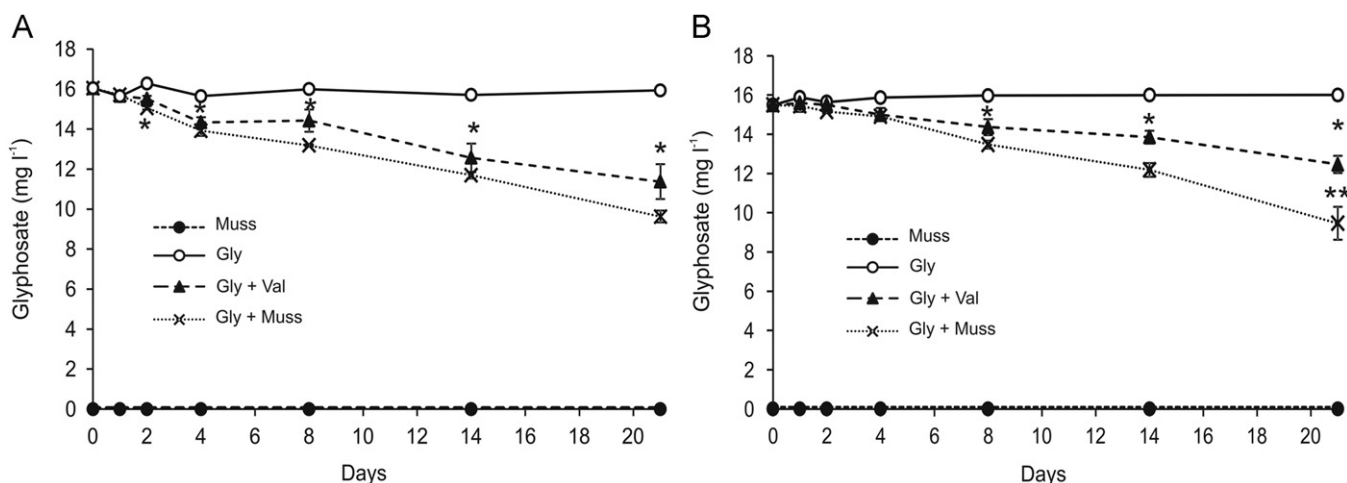 A
18
16
14
12
10
8
6
4
2
0
Glyphosate (mg l⁻¹)
*
*
*
*
*
Muss
Gly
Gly + Val
Gly + Muss
0 2 4 6 8 10 12 14 16 18 20
Days
B
18
16
14
12
10
8
6
4
2
0
Glyphosate (mg l⁻¹)
*
*
*
**
Muss
Gly
Gly + Val
Gly + Muss
0 2 4 6 8 10 12 14 16 18 20
Days